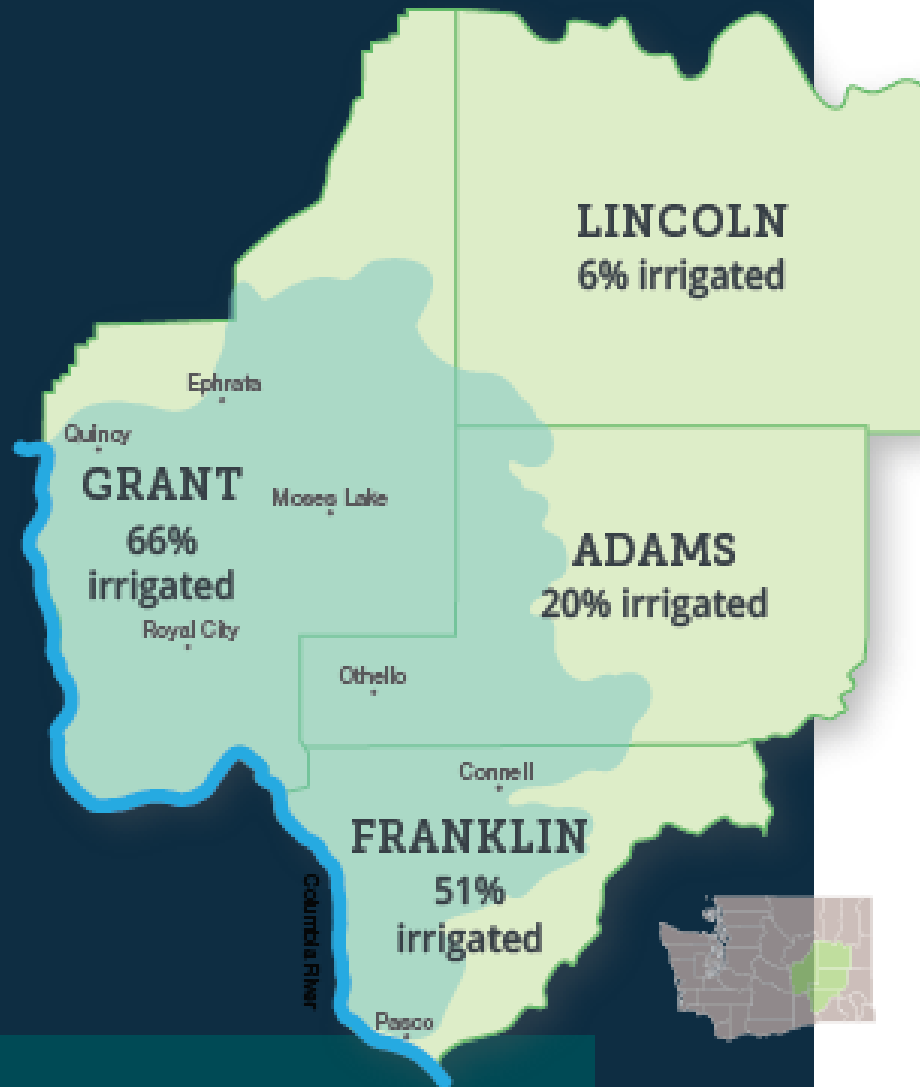 LINCOLN
6% irrigated
Ephrata
Quincy
GRANT
66%
irrigated
Moses Lake
Royal City
ADAMS
20% irrigated
Othello
Connell
FRANKLIN
51%
irrigated
Columbia River
Pasco